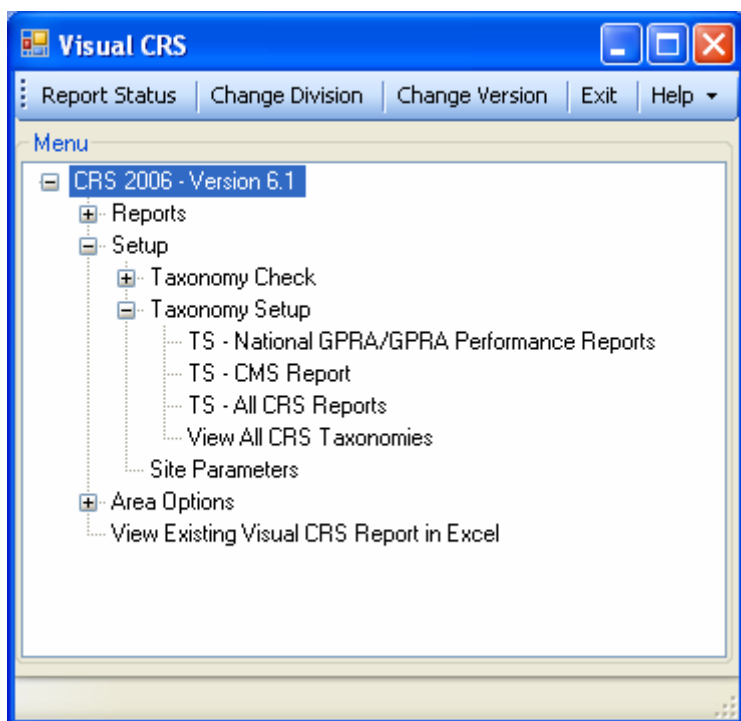 Visual CRS
Report Status Change Division Change Version Exit Help
Menu
CRS 2006 - Version 6.1
Reports
Setup
Taxonomy Check
Taxonomy Setup
TS - National GPRA/GPRA Performance Reports
TS - CMS Report
TS - All CRS Reports
View All CRS Taxonomies
Site Parameters
Area Options
View Existing Visual CRS Report in Excel